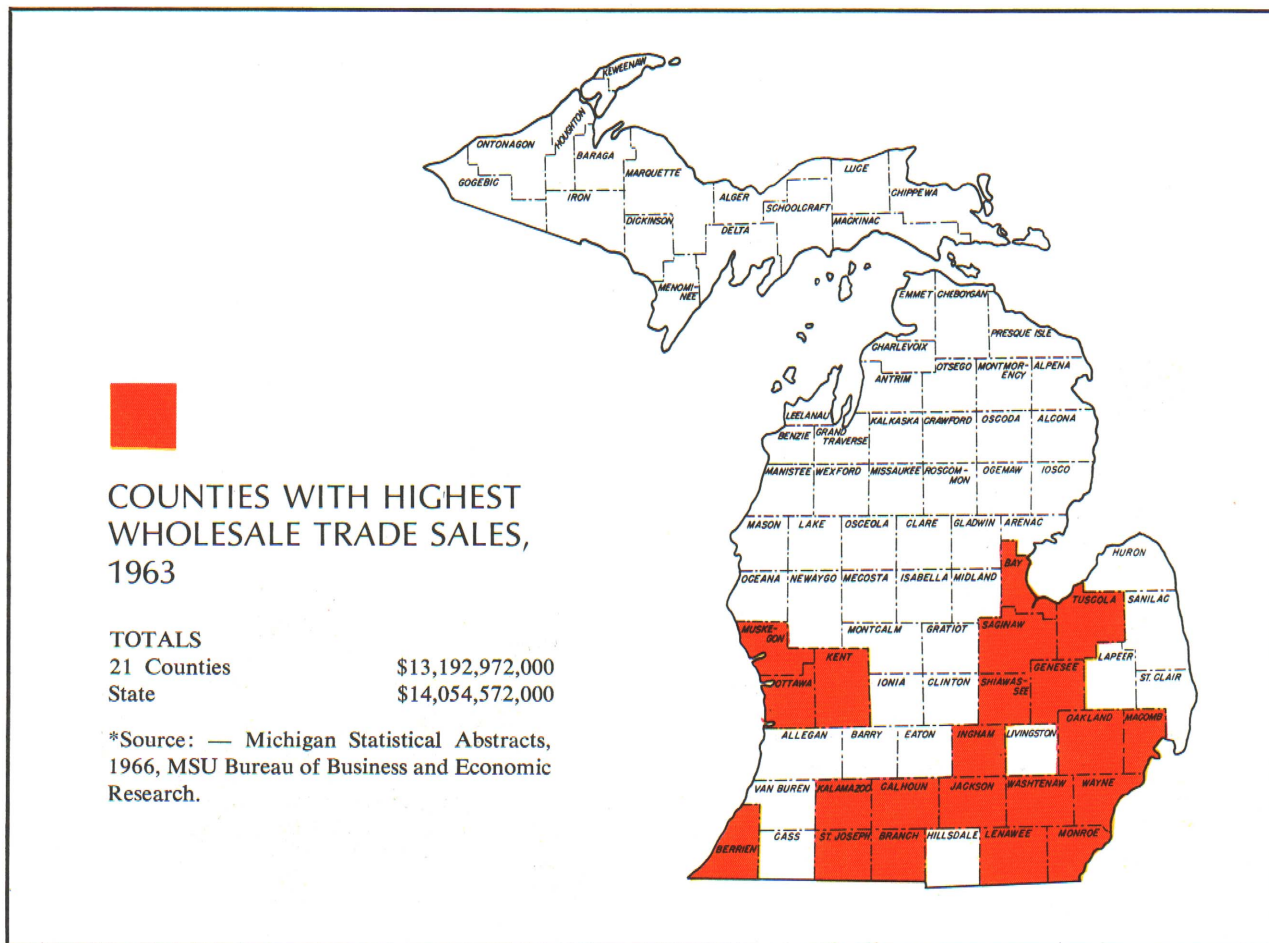 KEWEENAW
HOUGHTON
ONTONAGON
BARAGA
GOGEBIC
IRON
MARQUETTE
DICKINSON
MENOMI-
NEE
ALGER
DELTA
SCHOOLCRAFT
LUCE
CHIPPEWA
MACKINAC
EMMET
CHEBOYGAN
PRESQUE ISLE
CHARLEVOIX
ANTRIM
OTSEGO
MONTMOR-
ENCY
ALPENA
LEELANAU
BENZIE
GRAND
TRAVERSE
KALKASKA
CRAWFORD
OSCODA
ALCONA
MANISTEE
WEXFORD
MISSAUKEE
ROSCOM-
MON
OGEMAW
IOSCO
MASON
LAKE
OSCEOLA
CLARE
GLADWIN
ARENAC
OCEANA
NEWAYGO
MECOSTA
ISABELLA
MIDLAND
BAY
HURON
TUSCOLA
SANILAC
MUSKE-
GON
MONTCALM
GRATIOT
SAGINAW
KENT
OTTAWA
IONIA
CLINTON
SHIAWAS-
SEE
GENESEE
LAPEER
ST. CLAIR
ALLEGAN
BARRY
EATON
INGHAM
LIVINGSTON
OAKLAND
MACOMB
VAN BUREN
KALAMAZOO
CALHOUN
JACKSON
WASHTENAW
WAYNE
BERRIEN
CASS
ST. JOSEPH
BRANCH
HILLSDALE
LENAWEE
MONROE
COUNTIES WITH HIGHEST
WHOLESALE TRADE SALES,
1963
TOTALS
21 Counties $13,192,972,000
State $14,054,572,000
*Source: — Michigan Statistical Abstracts,
1966, MSU Bureau of Business and Economic
Research.